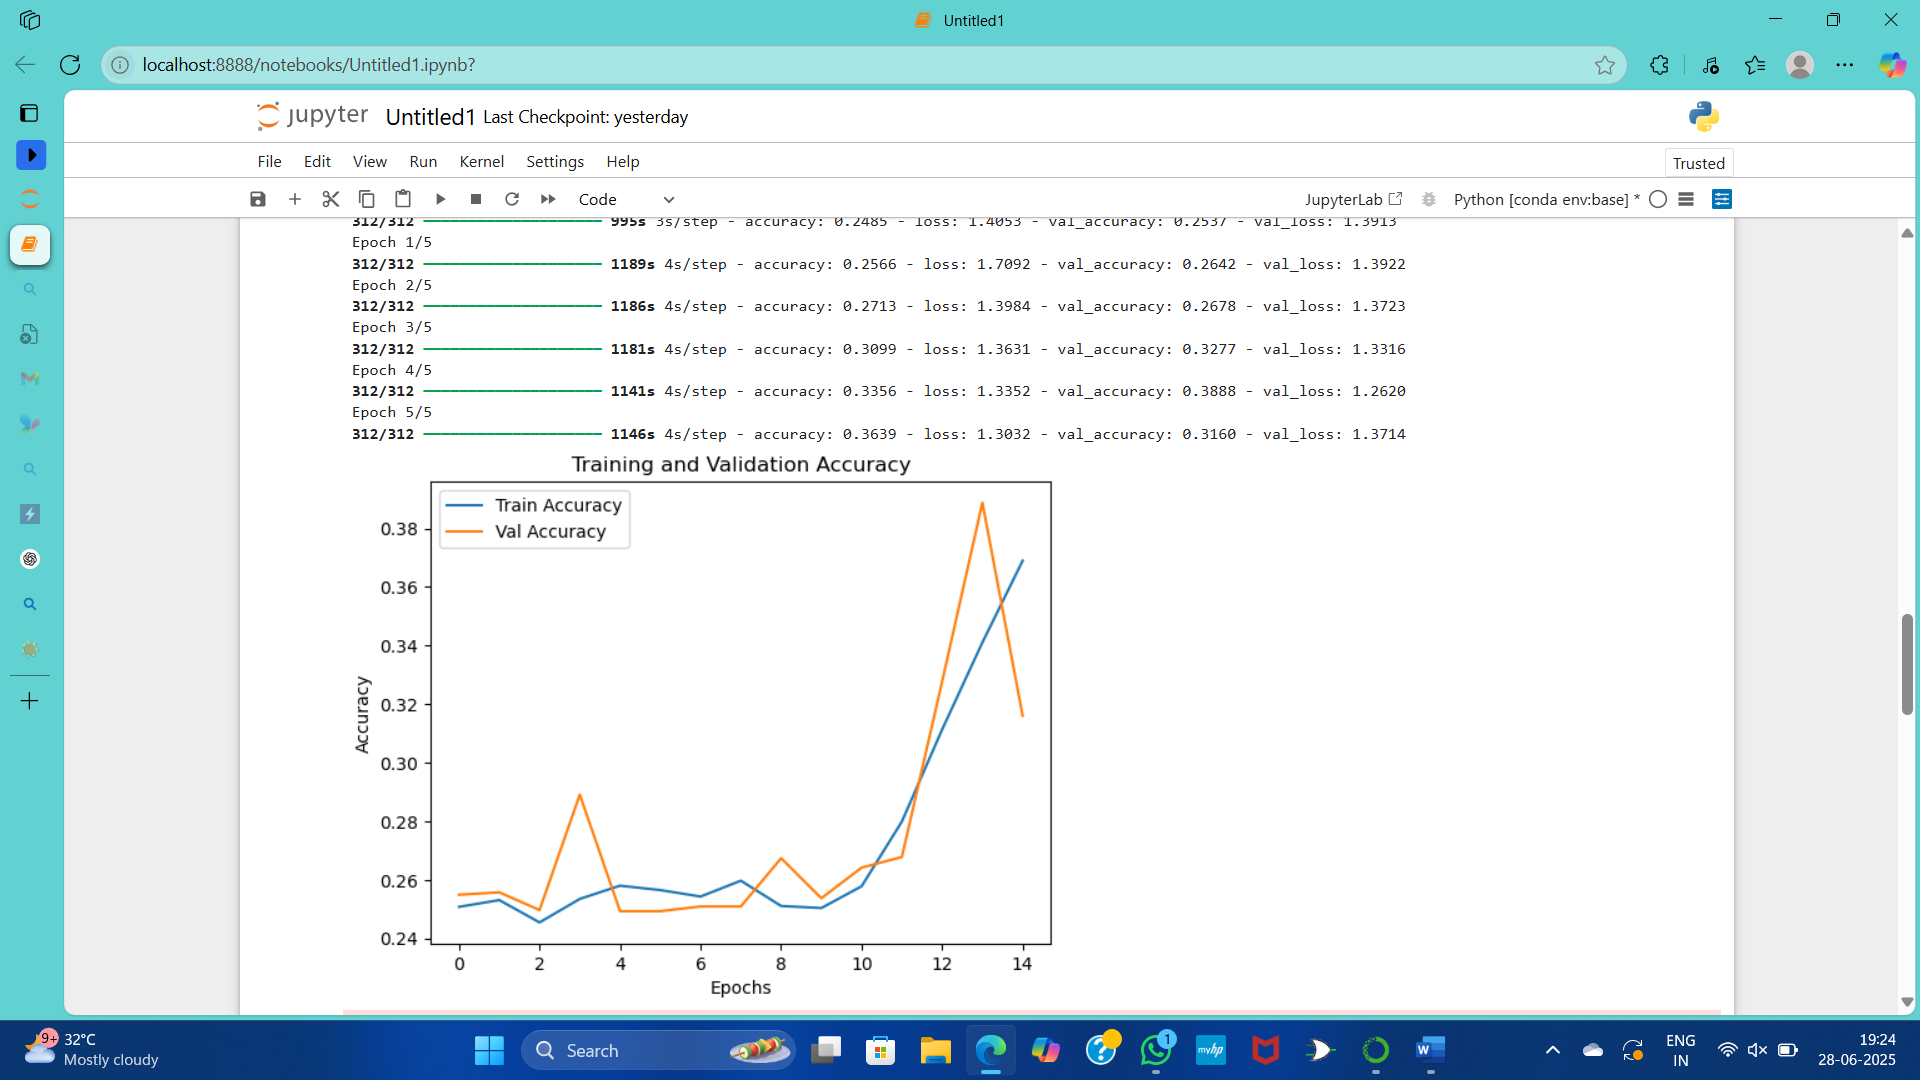 Untitled1
localhost:8888/notebooks/Untitled1.ipynb?
jupyter Untitled1 Last Checkpoint: yesterday
File Edit View Run Kernel Settings Help
Trusted
Code JupyterLab Python [conda env:base] *
312/312 995s 3s/step - accuracy: 0.2485 - loss: 1.4053 - val_accuracy: 0.2537 - val_loss: 1.3913
Epoch 1/5
312/312 1189s 4s/step - accuracy: 0.2566 - loss: 1.7092 - val_accuracy: 0.2642 - val_loss: 1.3922
Epoch 2/5
312/312 1186s 4s/step - accuracy: 0.2713 - loss: 1.3984 - val_accuracy: 0.2678 - val_loss: 1.3723
Epoch 3/5
312/312 1181s 4s/step - accuracy: 0.3099 - loss: 1.3631 - val_accuracy: 0.3277 - val_loss: 1.3316
Epoch 4/5
312/312 1141s 4s/step - accuracy: 0.3356 - loss: 1.3352 - val_accuracy: 0.3888 - val_loss: 1.2620
Epoch 5/5
312/312 1146s 4s/step - accuracy: 0.3639 - loss: 1.3032 - val_accuracy: 0.3160 - val_loss: 1.3714
Training and Validation Accuracy
Train Accuracy
Val Accuracy
0.38
0.36
0.34
0.32
0.30
0.28
0.26
0.24
Accuracy
0 2 4 6 8 10 12 14
Epochs
9+
32°C
Mostly cloudy
Search
myhp
1
W
ENG
IN
19:24
28-06-2025